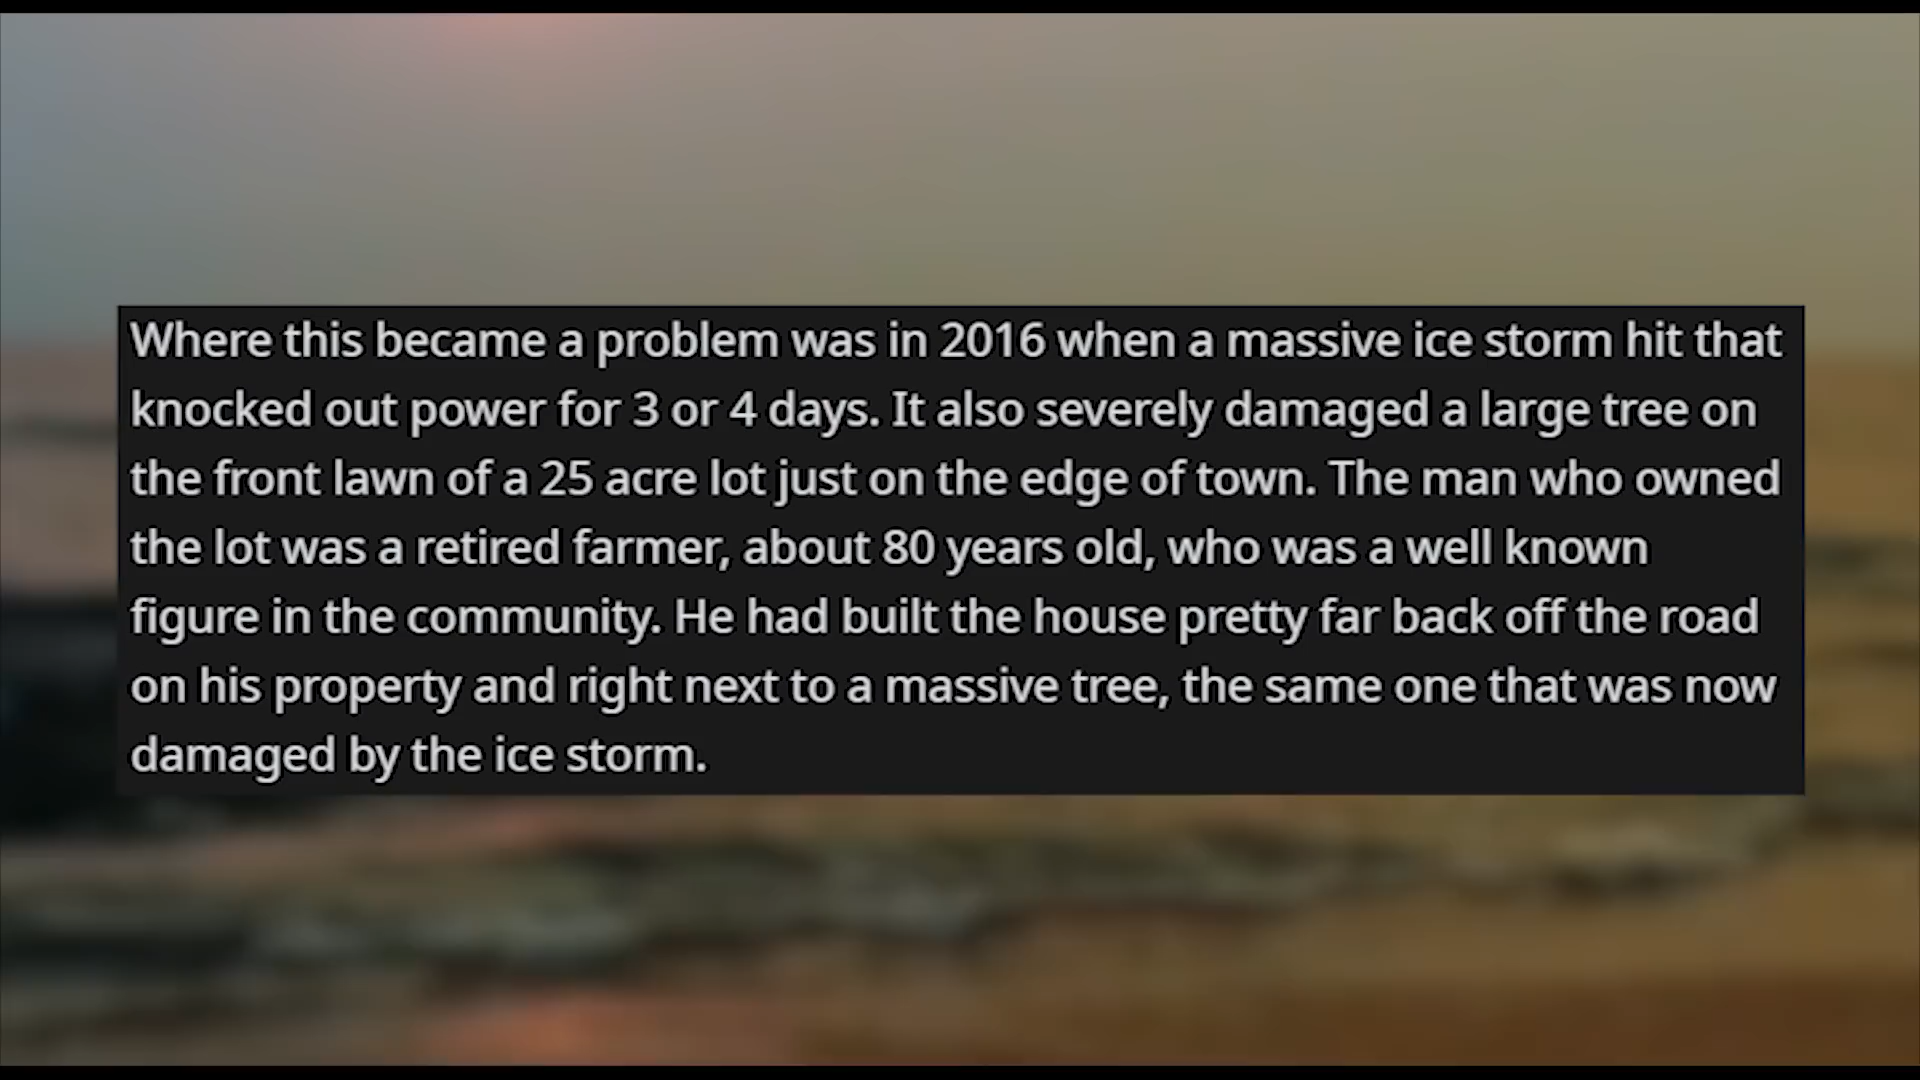 Where this became a problem was in 2016 when a massive ice storm hit that
knocked out power for 3 or 4 days. It also severely damaged a large tree on
the front lawn of a 25 acre lot just on the edge of town. The man who owned
the lot was a retired farmer, about 80 years old, who was a well known
figure in the community. He had built the house pretty far back off the road
on his property and right next to a massive tree, the same one that was now
damaged by the ice storm.